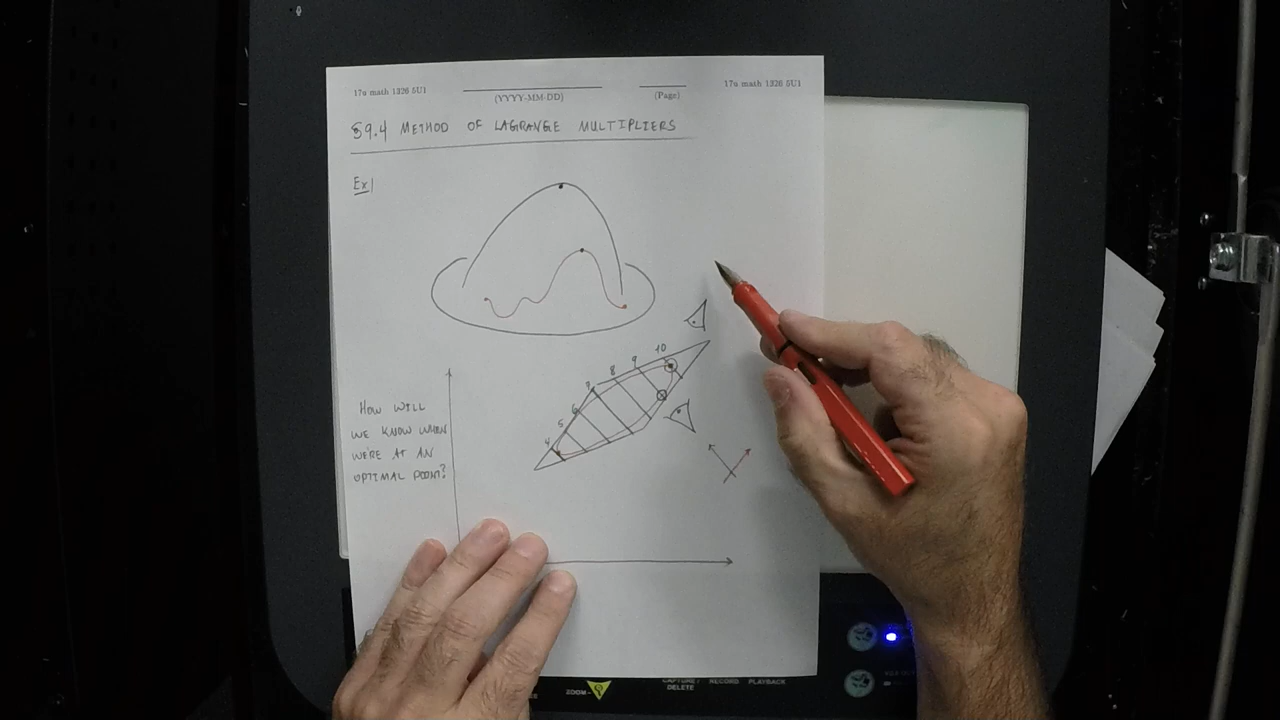 17a math 1326 5U1
(YYYY-MM-DD)
(Page)
17a math 1326 5U1
§9.4 METHOD OF LAGRANGE MULTIPLIERS
Ex|
10
9
8
7
6
5
4
HOW WILL
WE KNOW WHEN
WE'RE AT AN
OPTIMAL POINT?
ZOOM
CAPTURE/
DELETE
RECORD
PLAYBACK